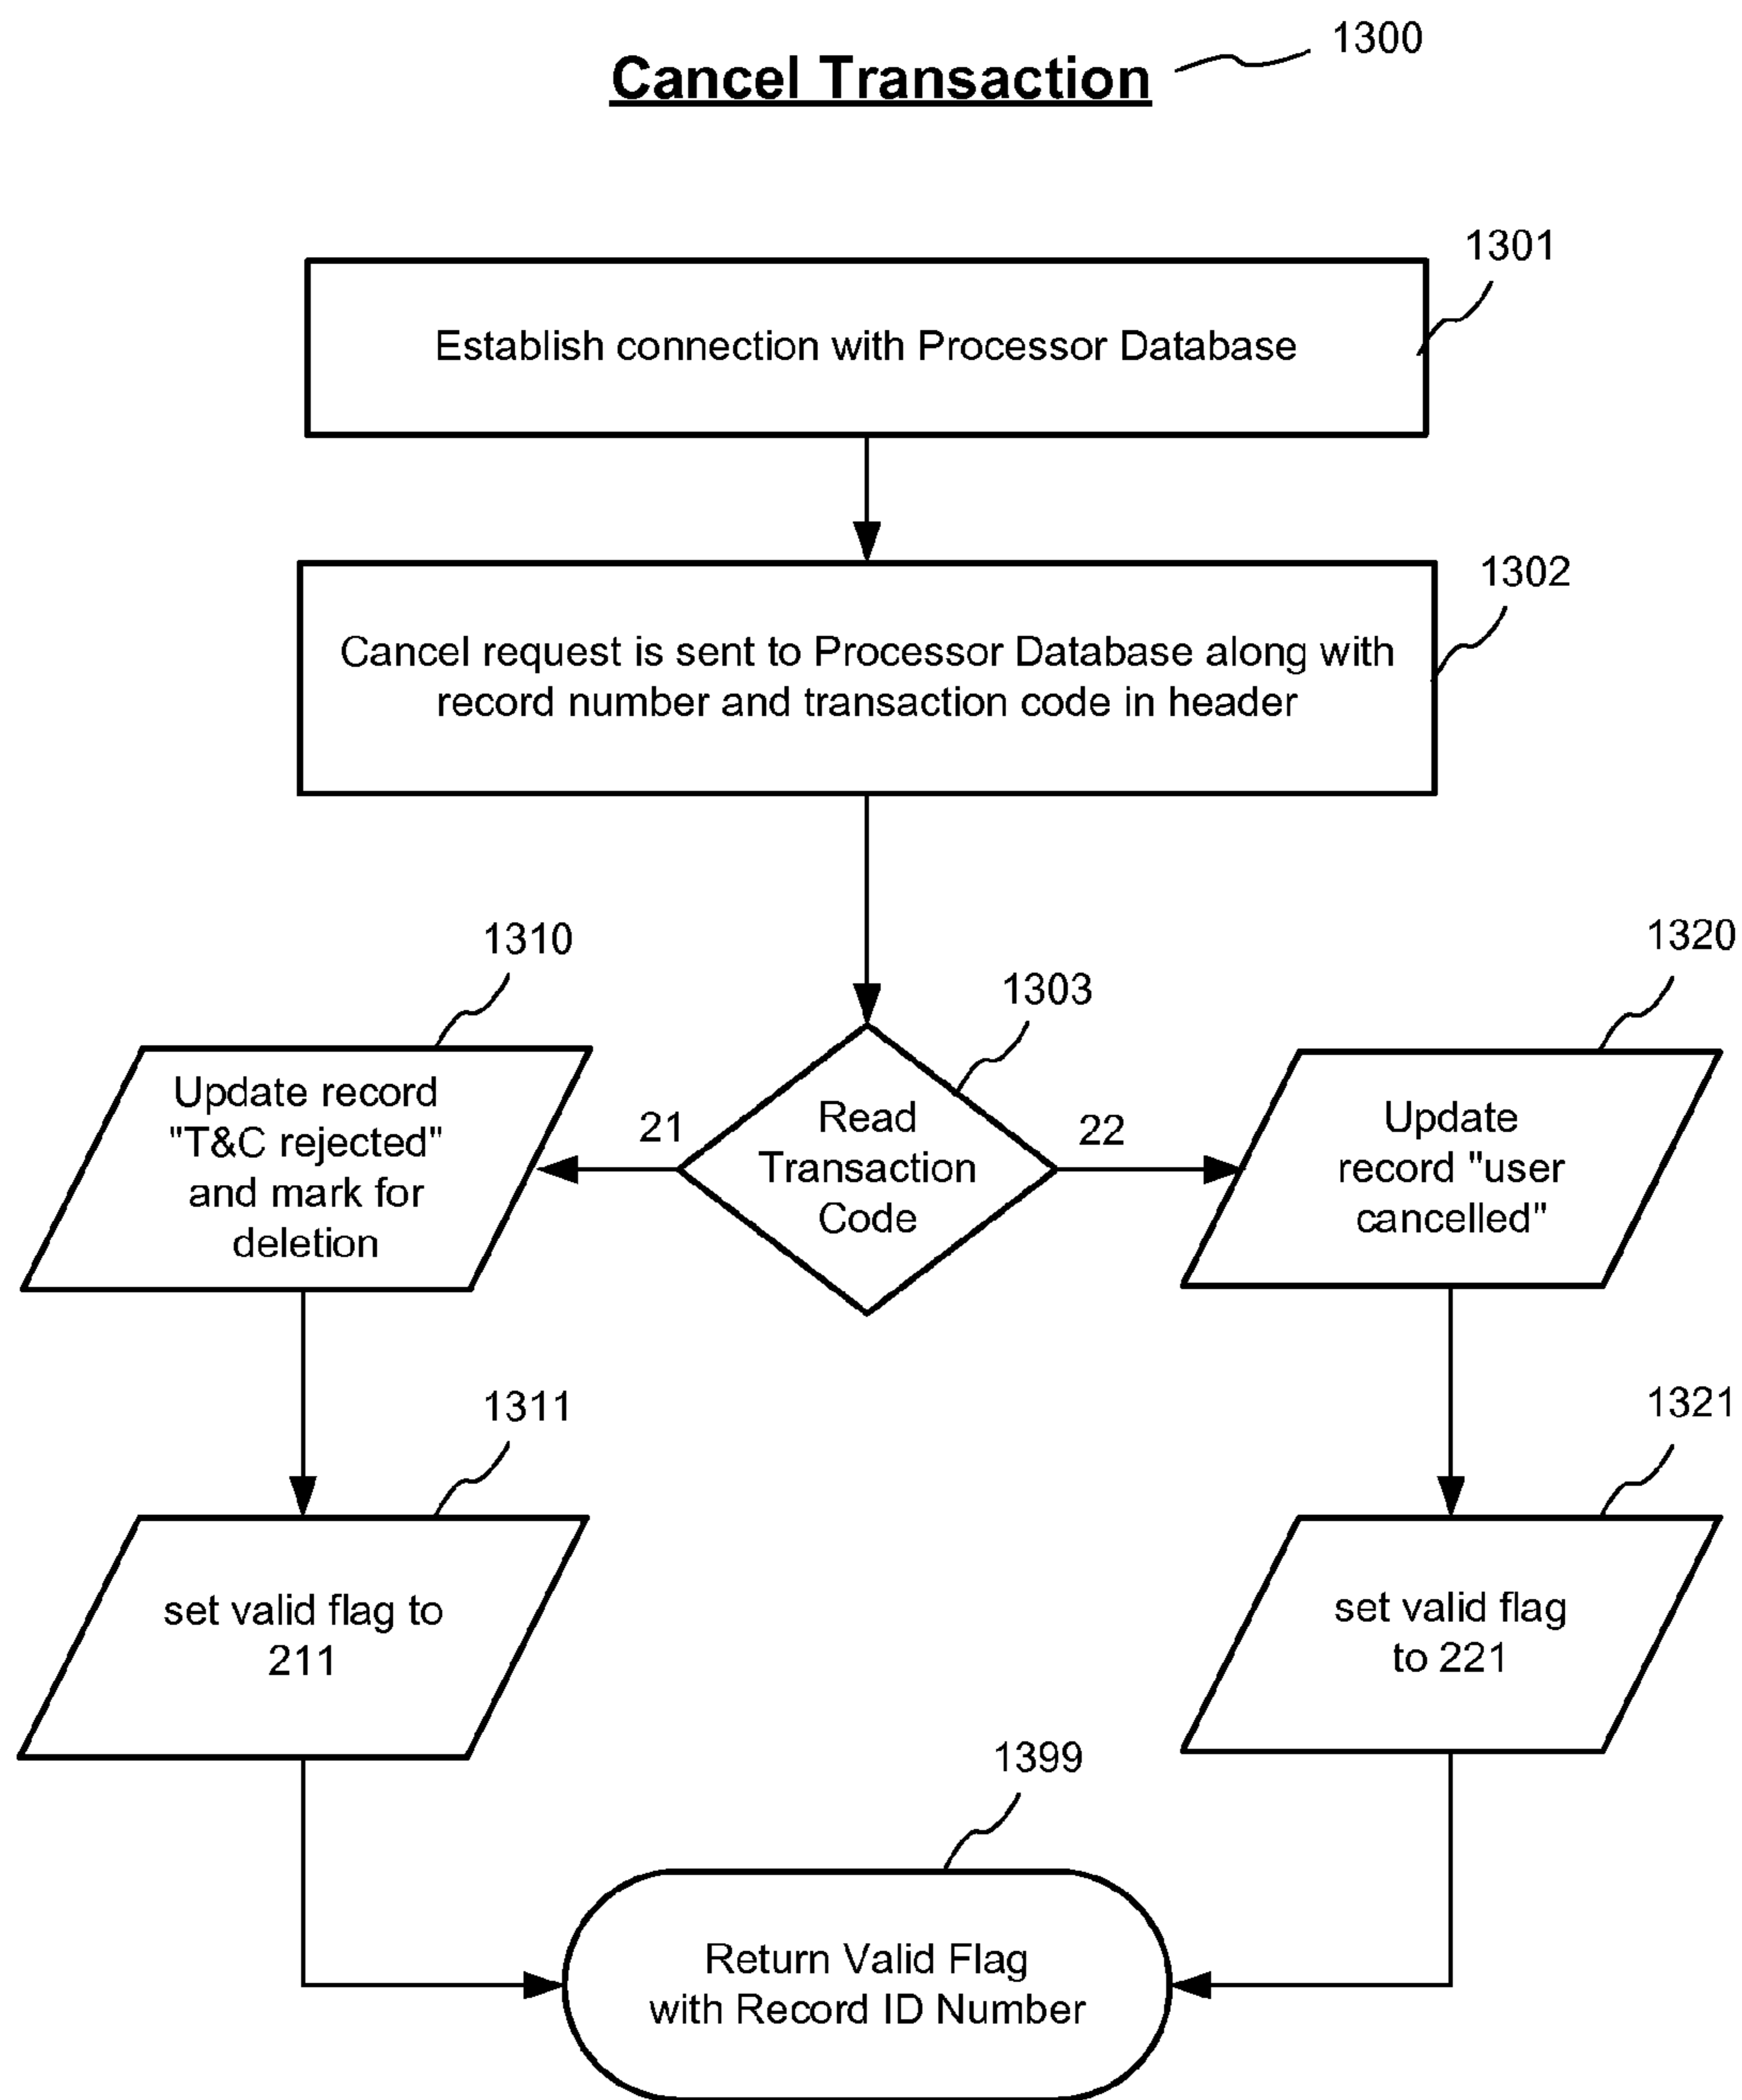 Cancel Transaction
1300
1301
Establish connection with Processor Database
1302
Cancel request is sent to Processor Database along with
record number and transaction code in header
1310
1303
1320
Update record
"T&C rejected"
and mark for
deletion
21
Read
Transaction
Code
22
Update
record "user
cancelled"
1311
1321
set valid flag to
211
set valid flag
to 221
1399
Return Valid Flag
with Record ID Number